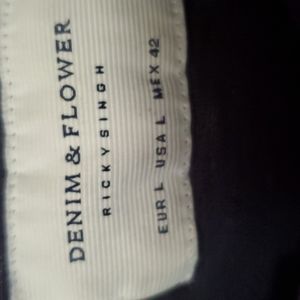 DENIM & FLOWER
RICKY SINGH
EUR L USA L MEX 42